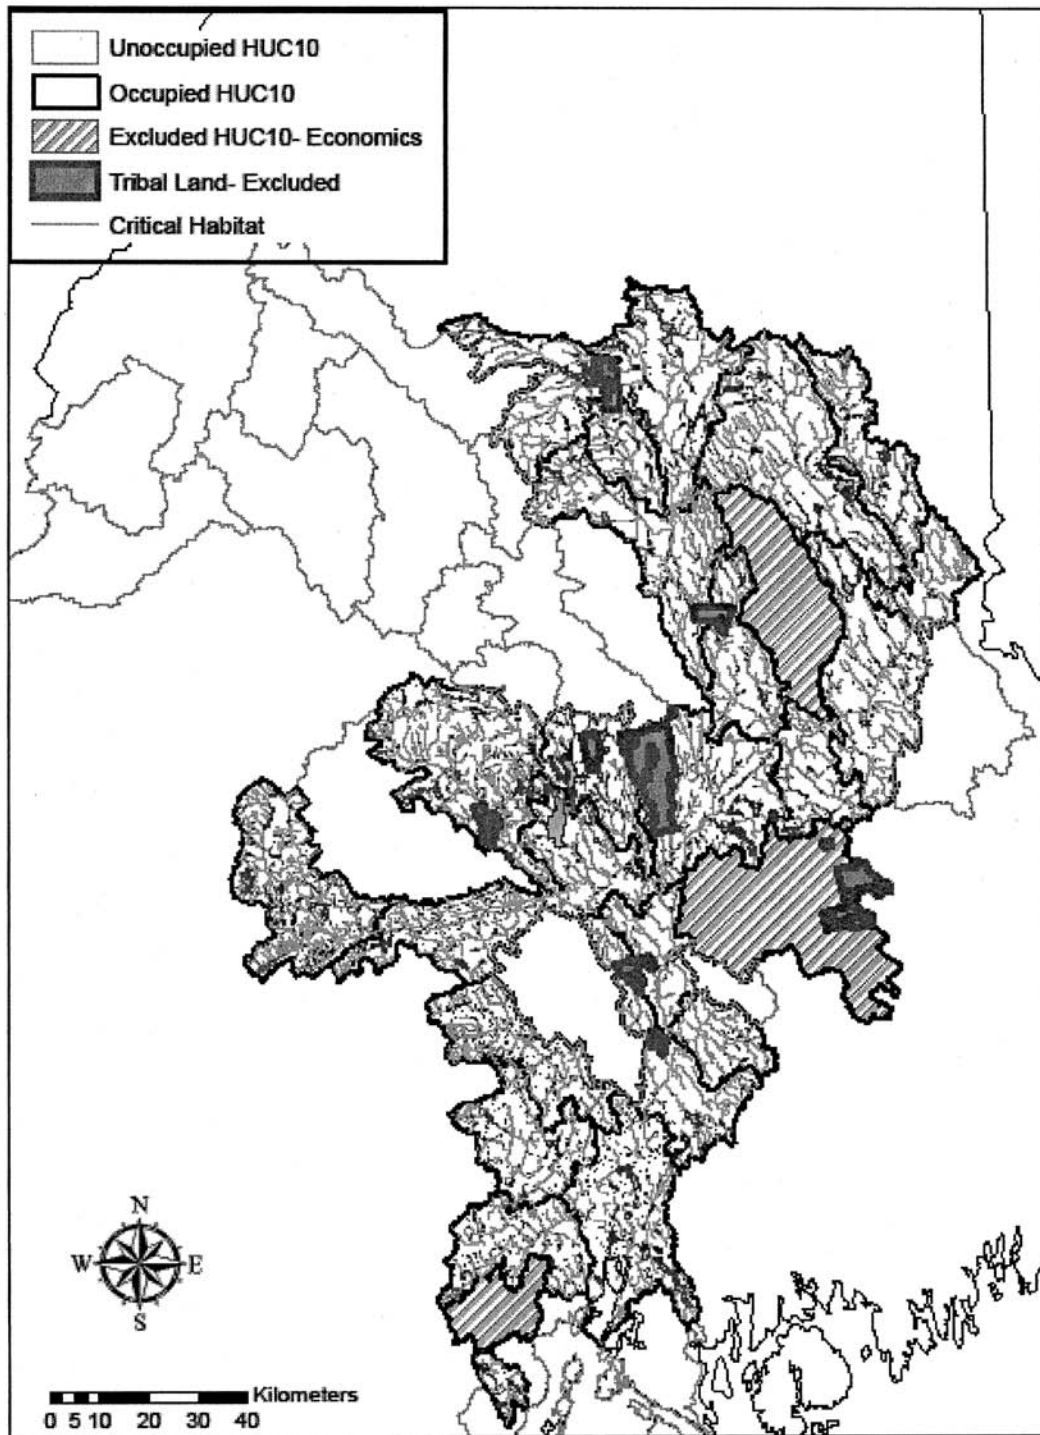 Unoccupied HUC10
Occupied HUC10
Excluded HUC10- Economics
Tribal Land- Excluded
Critical Habitat
N
W E
S
Kilometers
0 5 10 20 30 40